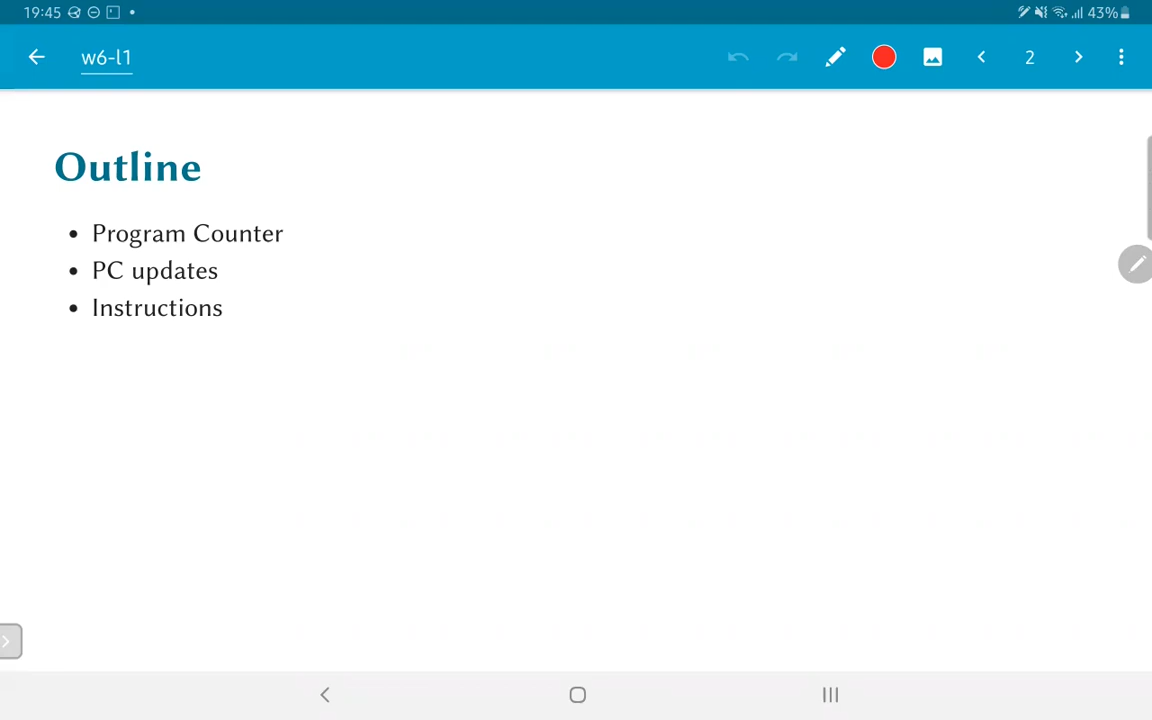 19:45
43%
w6-l1
2
Outline
• Program Counter
• PC updates
• Instructions